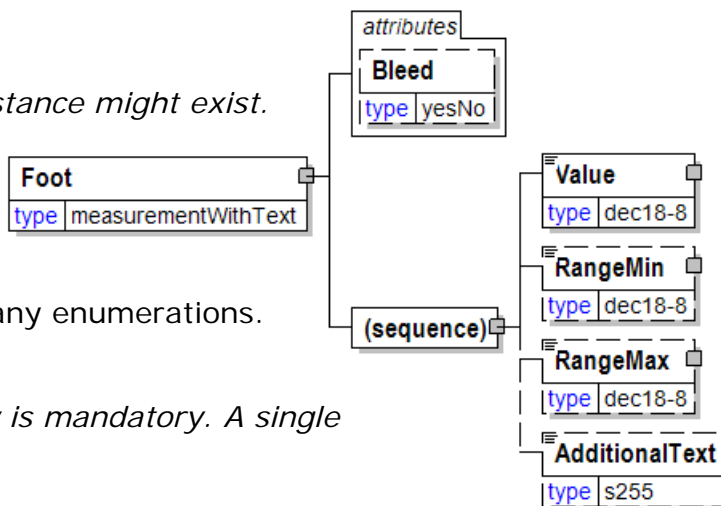 attributes
Bleed
type yesNo
stance might exist.
Foot
type measurementWithText
Value
type dec18-8
RangeMin
type dec18-8
any enumerations.
(sequence)
RangeMax
type dec18-8
is mandatory. A single
AdditionalText
type s255